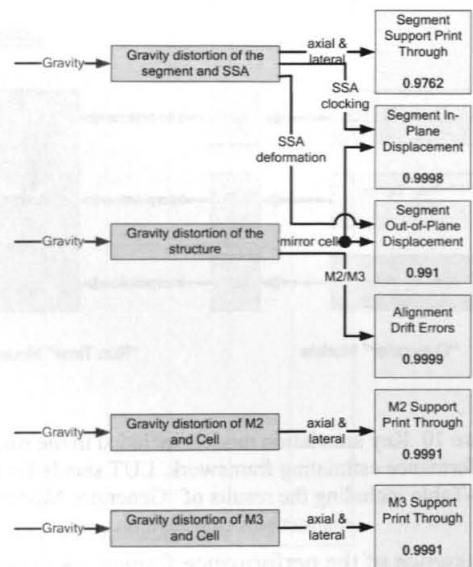 Gravity
Gravity distortion of the
segment and SSA
axial &
lateral
Segment
Support Print
Through
0.9762
SSA
clocking
SSA
deformation
Segment In-
Plane
Displacement
0.9998
Gravity
Gravity distortion of the
structure
mirror cell
Segment
Out-of-Plane
Displacement
0.991
M2/M3
Alignment
Drift Errors
0.9999
Gravity
Gravity distortion of M2
and Cell
axial &
lateral
M2 Support
Print Through
0.9991
Gravity
Gravity distortion of M3
and Cell
axial &
lateral
M3 Support
Print Through
0.9991